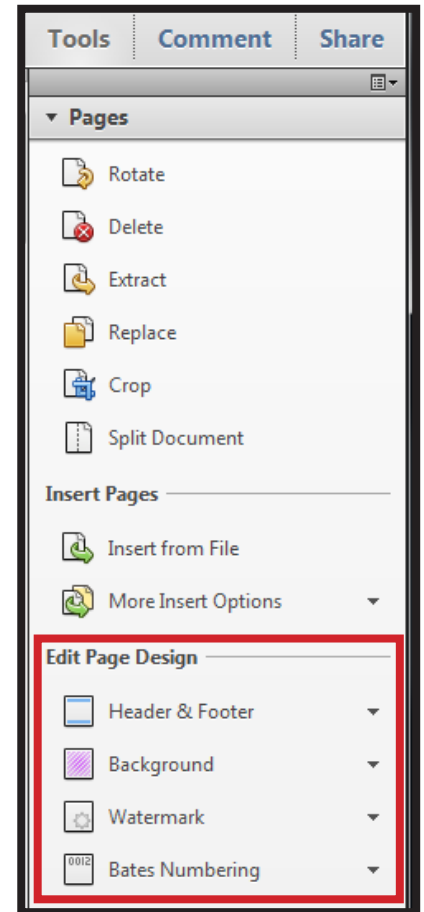 Tools Comment Share
Pages
Rotate
Delete
Extract
Replace
Crop
Split Document
Insert Pages
Insert from File
More Insert Options
Edit Page Design
Header & Footer
Background
Watermark
0012
Bates Numbering